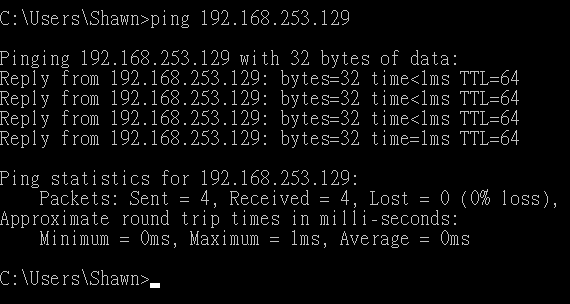 C:\Users\Shawn>ping 192.168.253.129
Pinging 192.168.253.129 with 32 bytes of data:
Reply from 192.168.253.129: bytes=32 time<1ms TTL=64
Reply from 192.168.253.129: bytes=32 time<1ms TTL=64
Reply from 192.168.253.129: bytes=32 time<1ms TTL=64
Reply from 192.168.253.129: bytes=32 time=1ms TTL=64
Ping statistics for 192.168.253.129:
Packets: Sent = 4, Received = 4, Lost = 0 (0% loss),
Approximate round trip times in milli-seconds:
Minimum = 0ms, Maximum = 1ms, Average = 0ms
C:\Users\Shawn>